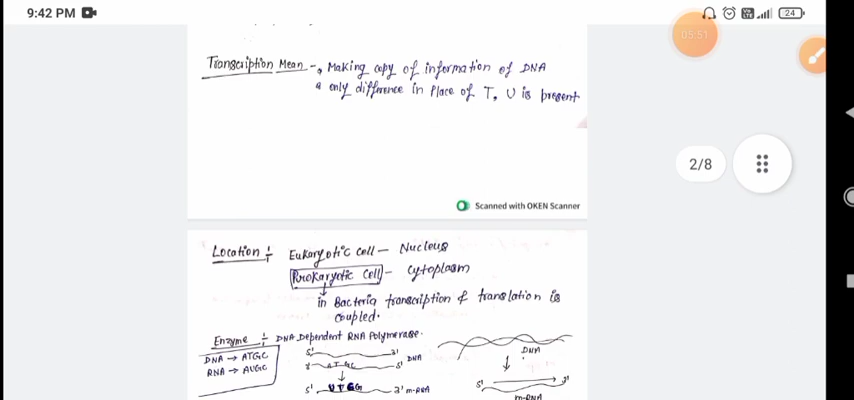 9:42 PM
24
05:51
Transcription Mean - Making copy of information of DNA
only difference in Place of T, U is present
2/8
Scanned with OKEN Scanner
Location :- Eukaryotic Cell - Nucleus
Prokaryotic Cell - Cytoplasm
in Bacteria transcription & translation is
coupled.
Enzyme :- DNA Dependent RNA Polymerase.
DNA → ATGC
RNA → AUGC
5' 3'
ATGC 5' DNA
5' 3' m-RNA
DNA
5' 3'
m-RNA